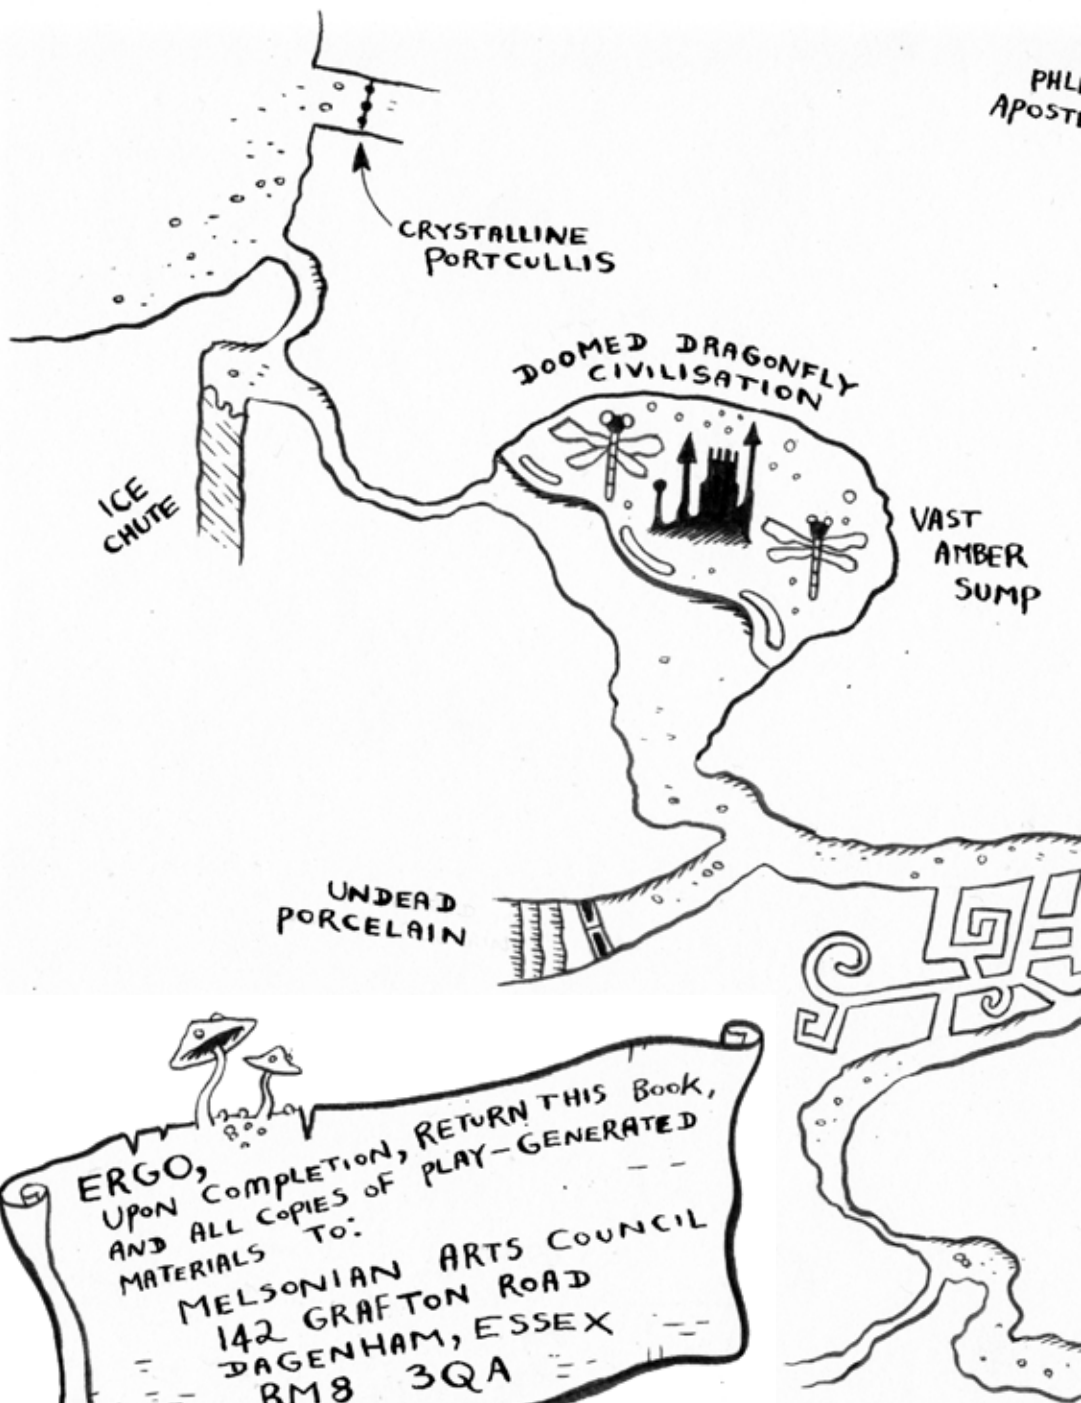 CRYSTALLINE
PORTCULLIS
DOOMED DRAGONFLY
CIVILISATION
ICE
CHUTE
VAST
AMBER
SUMP
UNDEAD
PORCELAIN
ERGO,
UPON COMPLETION, RETURN THIS BOOK,
AND ALL COPIES OF PLAY-GENERATED
MATERIALS TO:
MELSONIAN ARTS COUNCIL
142 GRAFTON ROAD
DAGENHAM, ESSEX
RM8 3QA